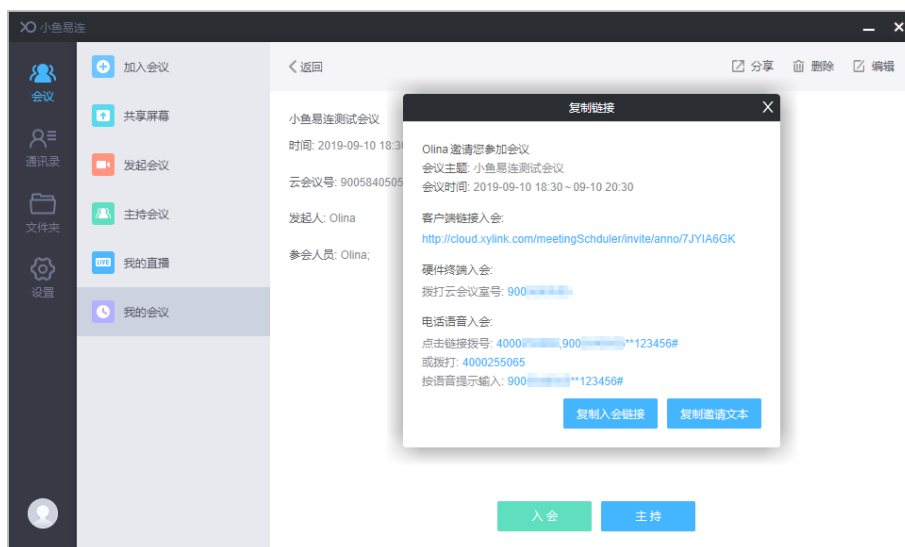 小鱼易连
会议
通讯录
文件夹
设置
加入会议
共享屏幕
发起会议
主持会议
LIVE 我的直播
我的会议
返回
分享 删除 编辑
小鱼易连测试会议
时间: 2019-09-10 18:30
云会议号: 9005840505
发起人: Olina
参会人员: Olina;
复制链接
Olina 邀请您参加会议
会议主题: 小鱼易连测试会议
会议时间: 2019-09-10 18:30 ~ 09-10 20:30
客户端链接入会:
http://cloud.xylink.com/meetingSchduler/invite/anno/7JYIA6GK
硬件终端入会:
拨打云会议室号: 900
电话语音入会:
点击链接拨号: 4000 ,900 **123456#
或拨打: 4000255065
按语音提示输入: 900 **123456#
复制入会链接 复制邀请文本
入会 主持